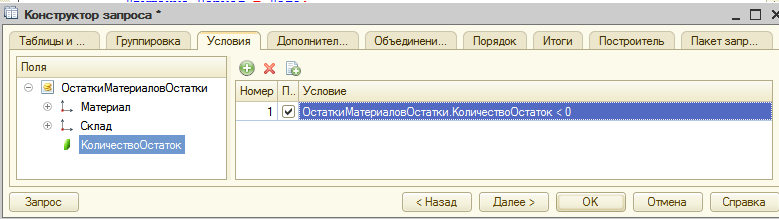 Конструктор запроса *
Таблицы и ...
Группировка
Условия
Дополнител...
Объединени...
Порядок
Итоги
Построитель
Пакет запр...
Поля
ОстаткиМатериаловОстатки
Материал
Склад
КоличествоОстаток
Номер П.. Условие
1 ОстаткиМатериаловОстатки.КоличествоОстаток < 0
Запрос
< Назад
Далее >
OK
Отмена
Справка